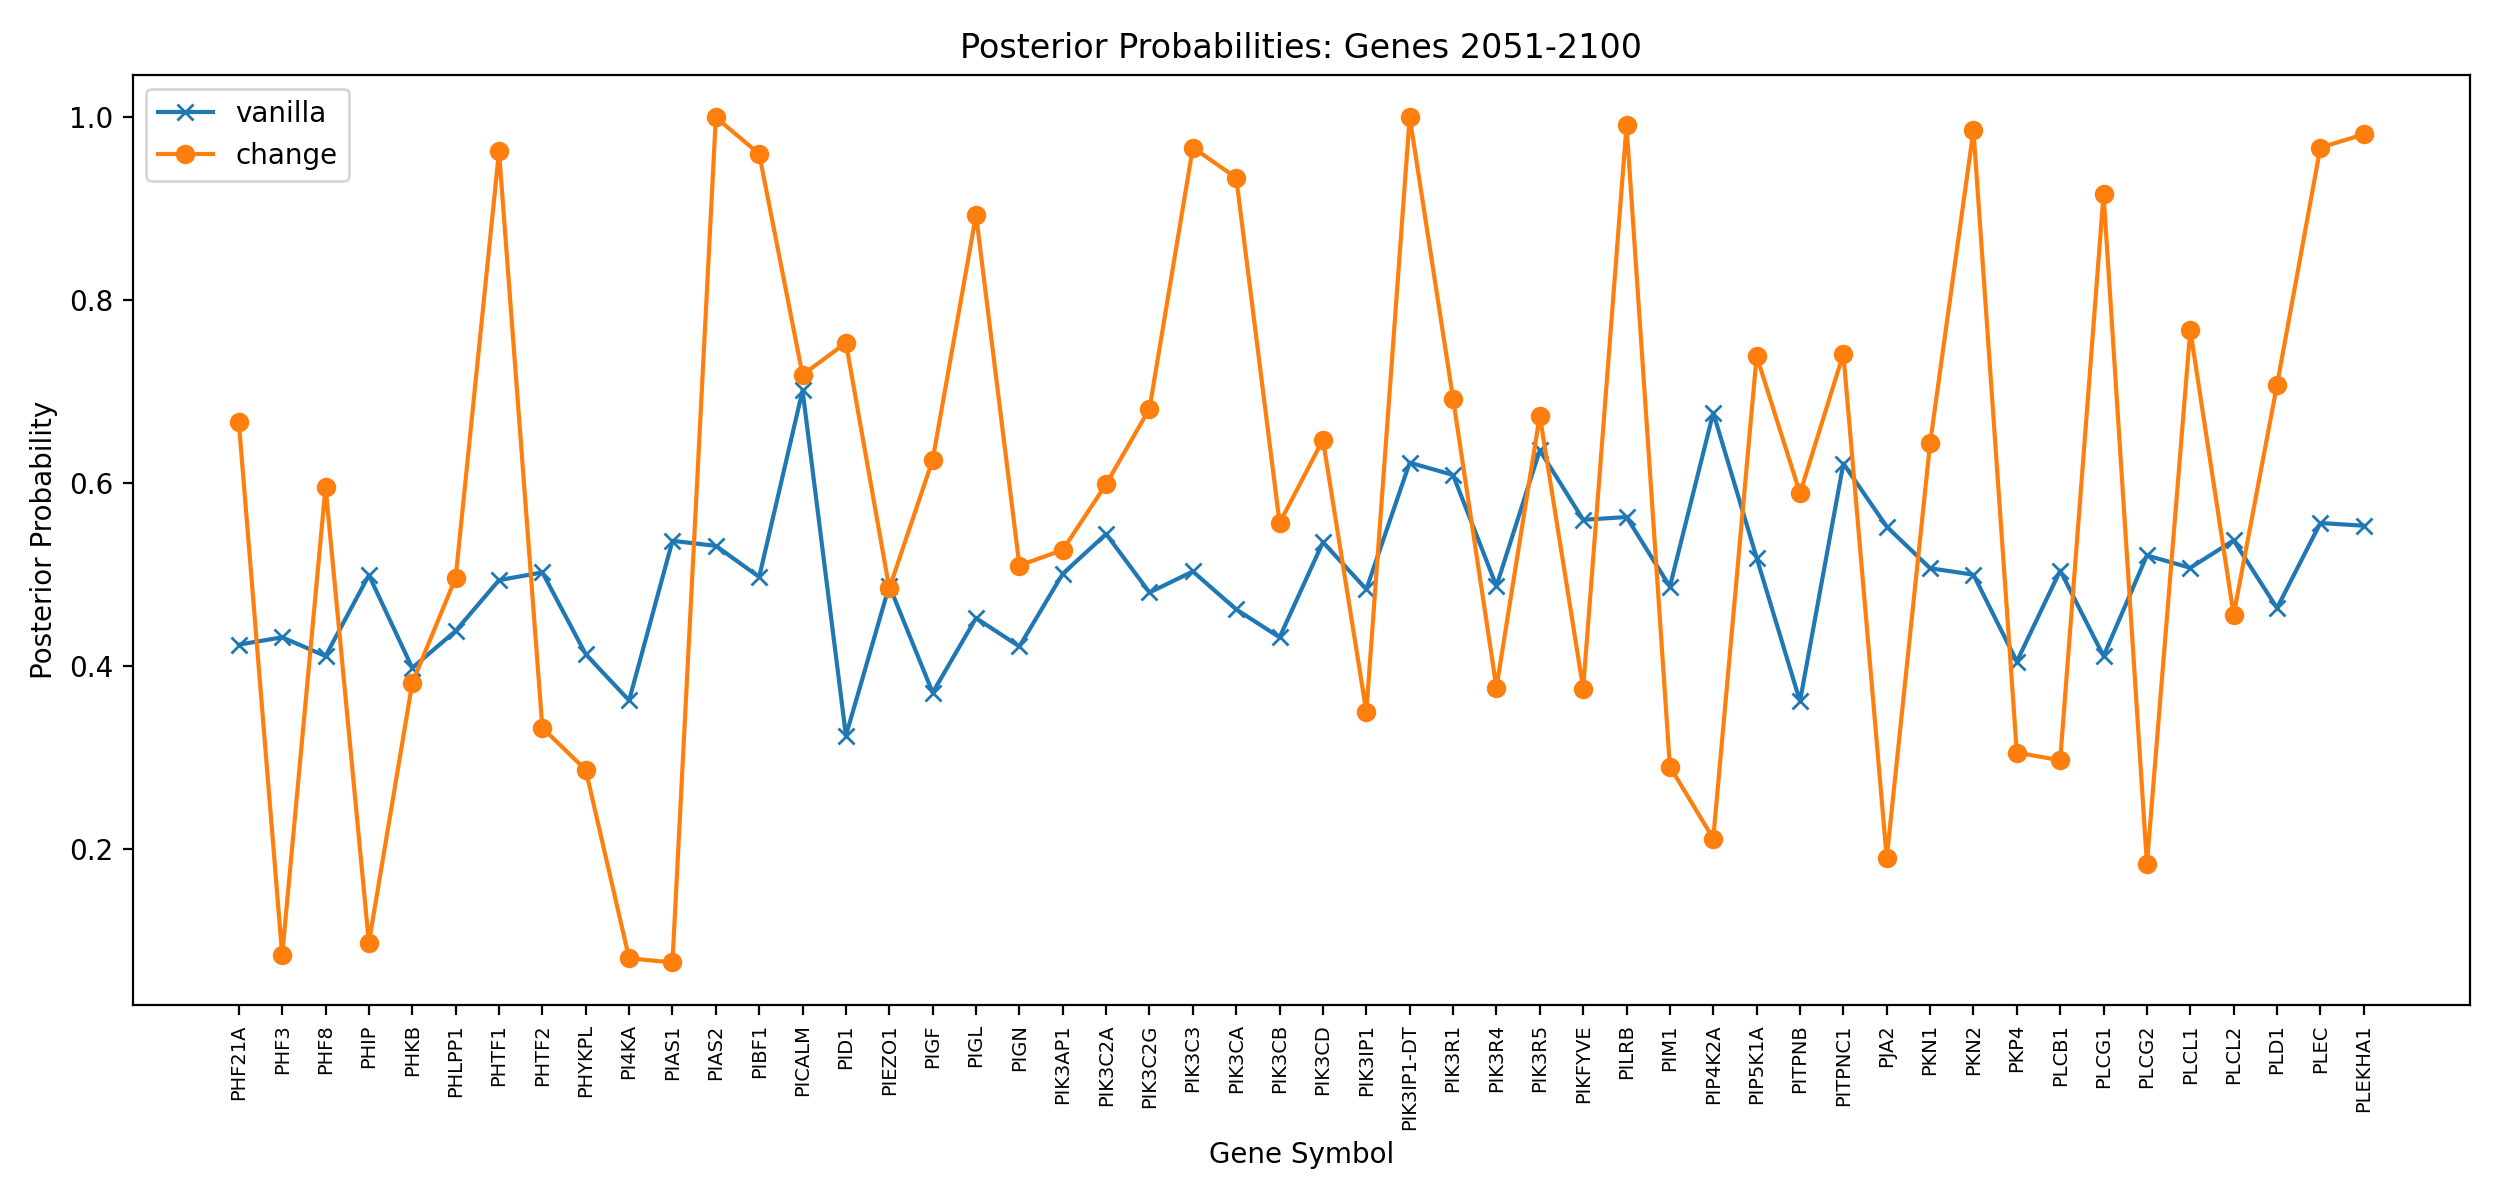 Posterior Probabilities: Genes 2051-2100
vanilla
change
1.0
0.8
0.6
0.4
0.2
Posterior Probability
PHF21A
PHF3
PHF8
PHIP
PHKB
PHLPP1
PHTF1
PHTF2
PHYKPL
PI4KA
PIAS1
PIAS2
PIBF1
PICALM
PID1
PIEZO1
PIGF
PIGL
PIGN
PIK3AP1
PIK3C2A
PIK3C2G
PIK3C3
PIK3CA
PIK3CB
PIK3CD
PIK3IP1
PIK3IP1-DT
PIK3R1
PIK3R4
PIK3R5
PIKFYVE
PILRB
PIM1
PIP4K2A
PIP5K1A
PITPNB
PITPNC1
PJA2
PKN1
PKN2
PKP4
PLCB1
PLCG1
PLCG2
PLCL1
PLCL2
PLD1
PLEC
PLEKHA1
Gene Symbol